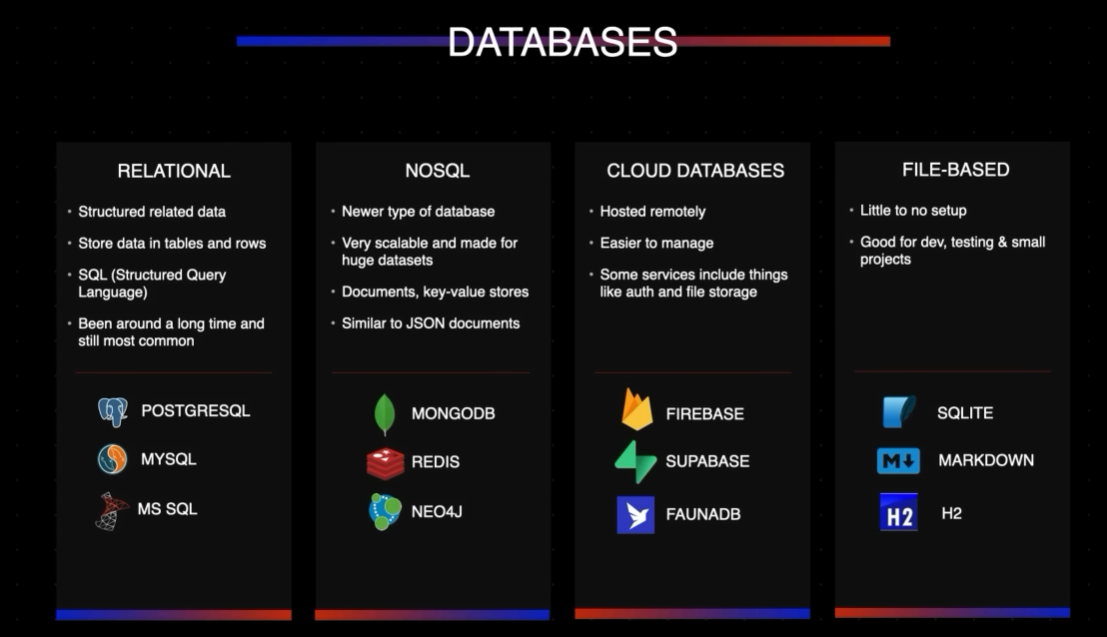 DATABASES
RELATIONAL
• Structured related data
• Store data in tables and rows
• SQL (Structured Query
Language)
• Been around a long time and
still most common
POSTGRESQL
MYSQL
MS SQL
NOSQL
• Newer type of database
• Very scalable and made for
huge datasets
• Documents, key-value stores
• Similar to JSON documents
MONGODB
REDIS
NEO4J
CLOUD DATABASES
• Hosted remotely
• Easier to manage
• Some services include things
like auth and file storage
FIREBASE
SUPABASE
FAUNADB
FILE-BASED
• Little to no setup
• Good for dev, testing & small
projects
SQLITE
M MARKDOWN
H2 H2